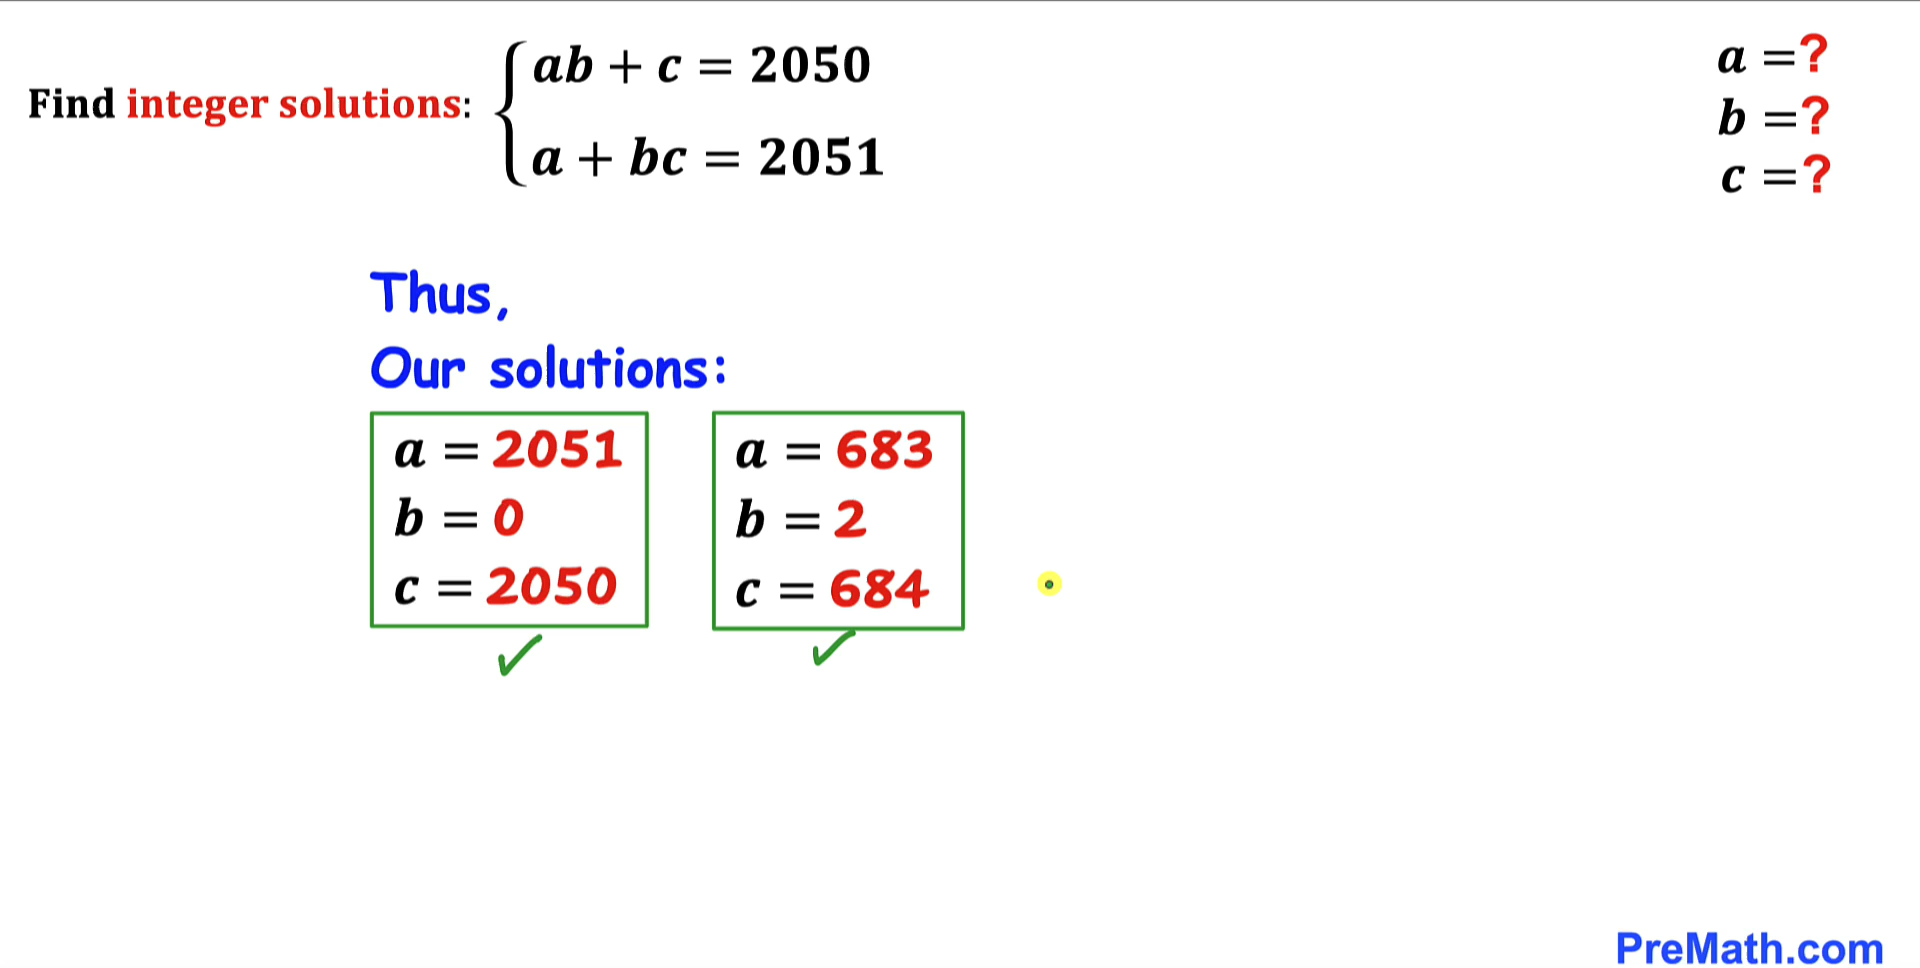 ab + c = 2050
Find integer solutions:
a + bc = 2051
a =?
b =?
c =?
Thus,
Our solutions:
a = 2051
b = 0
c = 2050
a = 683
b = 2
c = 684
PreMath.com